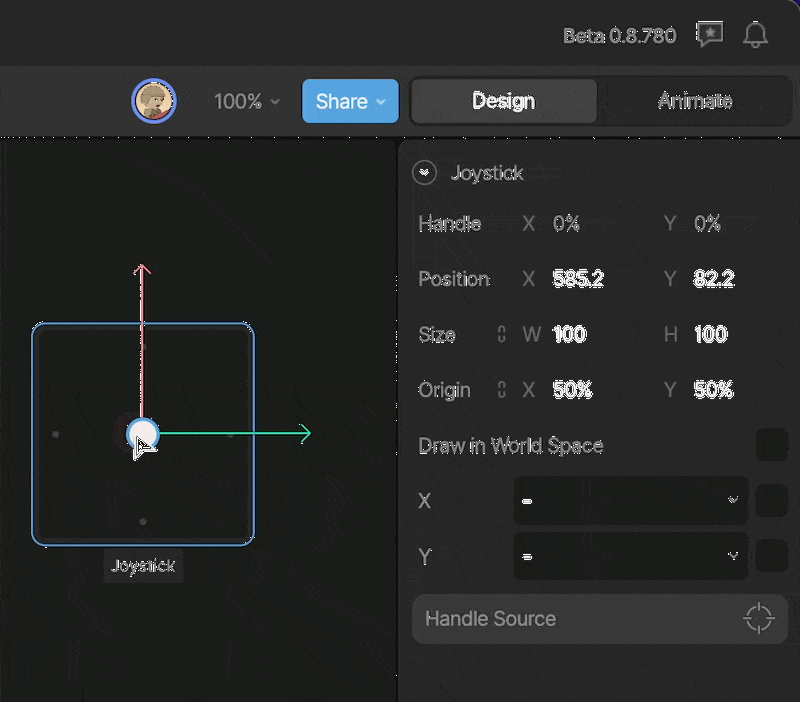 Beta 0.8.780
100% Share Design Animate
Joystick
Handle X 0% Y 0%
Position X 585.2 Y 82.2
Size W 100 H 100
Origin X 50% Y 50%
Draw in World Space
X -
Y -
Handle Source
Joystick